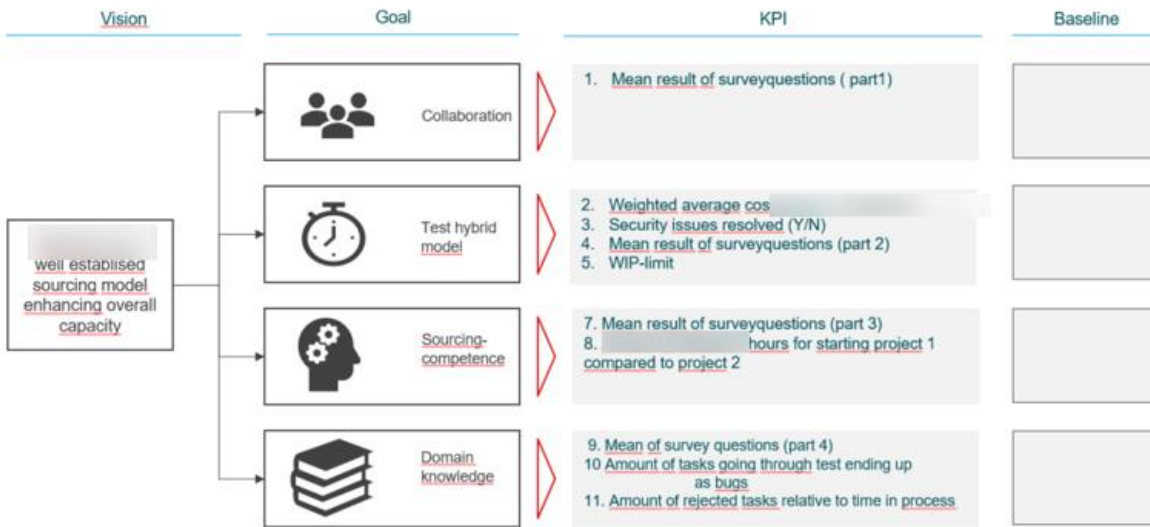 Vision
Goal
KPI
Baseline
well establised
sourcing model
enhancing overall
capacity
Collaboration
1. Mean result of surveyquestions ( part1)
Test hybrid
model
2. Weighted average
3. Security issues resolved (Y/N)
4. Mean result of surveyquestions (part 2)
5. WIP-limit
Sourcing-
competence
7. Mean result of surveyquestions (part 3)
8. hours for starting project 1
compared to project 2
Domain
knowledge
9. Mean of survey questions (part 4)
10 Amount of tasks going through test ending up
as bugs
11. Amount of rejected tasks relative to time in process